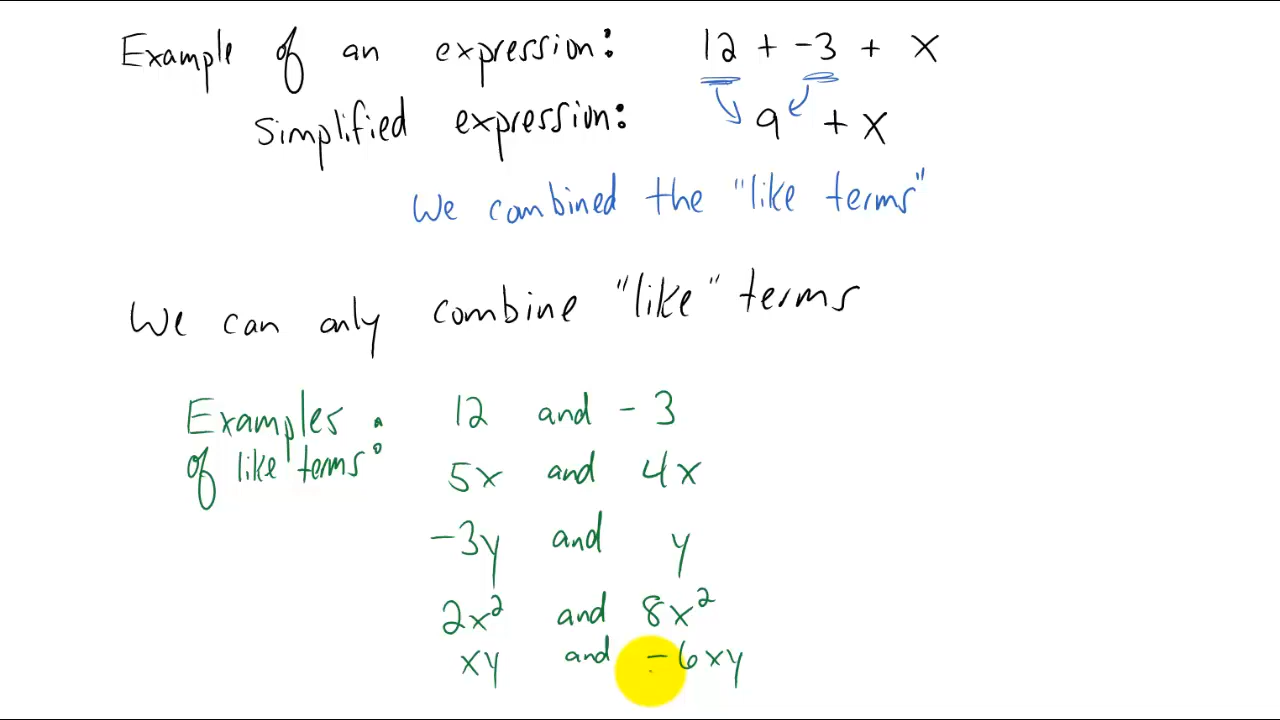 Example of an expression: 12 + -3 + x
Simplified expression: 9 + x
We combined the "like terms"
We can only combine "like" terms
Examples of like terms: 12 and -3
5x and 4x
-3y and y
2x² and 8x²
xy and -6xy